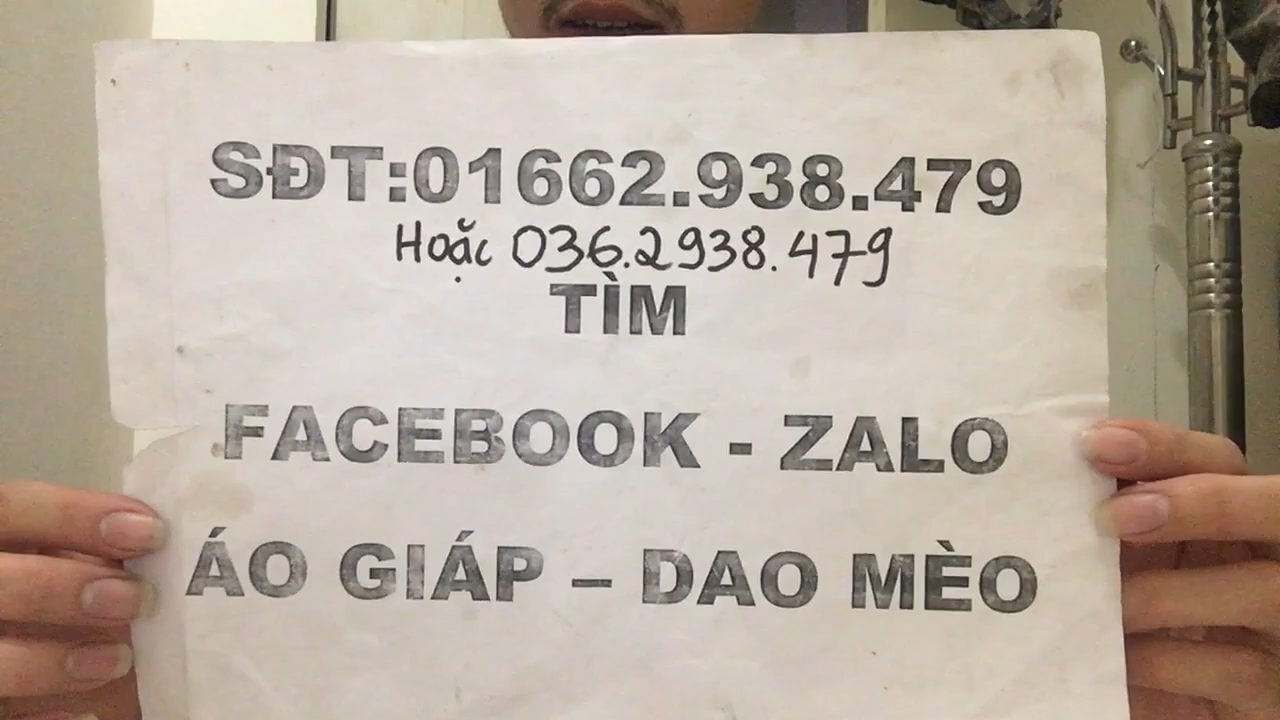 SĐT:01662.938.479
Hoặc 036.2938.479
TÌM
FACEBOOK - ZALO
ÁO GIÁP – DAO MÈO